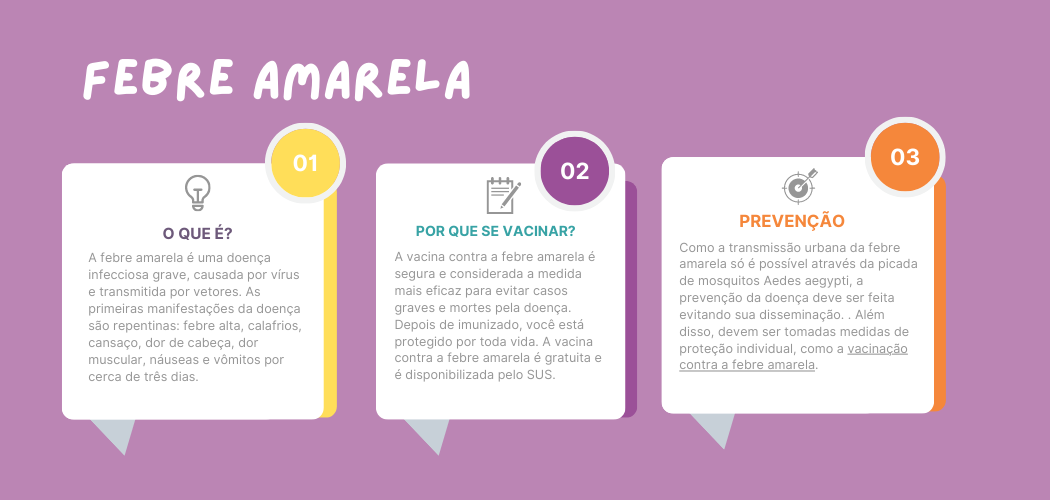 FEBRE AMARELA
01
O QUE É?
A febre amarela é uma doença
infecciosa grave, causada por vírus
e transmitida por vetores. As
primeiras manifestações da doença
são repentinas: febre alta, calafrios,
cansaço, dor de cabeça, dor
muscular, náuseas e vômitos por
cerca de três dias.
02
POR QUE SE VACINAR?
A vacina contra a febre amarela é
segura e considerada a medida
mais eficaz para evitar casos
graves e mortes pela doença.
Depois de imunizado, você está
protegido por toda vida. A vacina
contra a febre amarela é gratuita e
é disponibilizada pelo SUS.
03
PREVENÇÃO
Como a transmissão urbana da febre
amarela só é possível através da picada
de mosquitos Aedes aegypti, a
prevenção da doença deve ser feita
evitando sua disseminação. . Além
disso, devem ser tomadas medidas de
proteção individual, como a vacinação
contra a febre amarela.